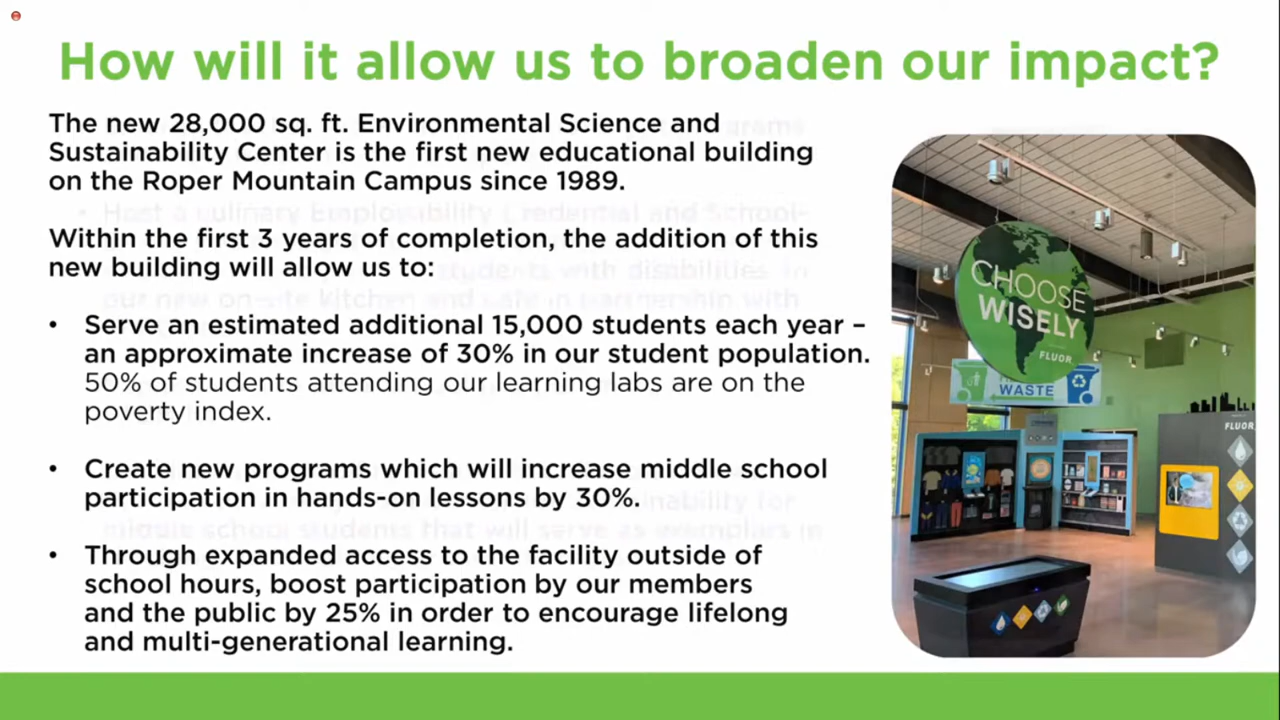 How will it allow us to broaden our impact?
The new 28,000 sq. ft. Environmental Science and
Sustainability Center is the first new educational building
on the Roper Mountain Campus since 1989.
Within the first 3 years of completion, the addition of this
new building will allow us to:
• Serve an estimated additional 15,000 students each year –
an approximate increase of 30% in our student population.
50% of students attending our learning labs are on the
poverty index.
• Create new programs which will increase middle school
participation in hands-on lessons by 30%.
• Through expanded access to the facility outside of
school hours, boost participation by our members
and the public by 25% in order to encourage lifelong
and multi-generational learning.
CHOOSE
WISELY
FLUOR
WASTE
FLUOR